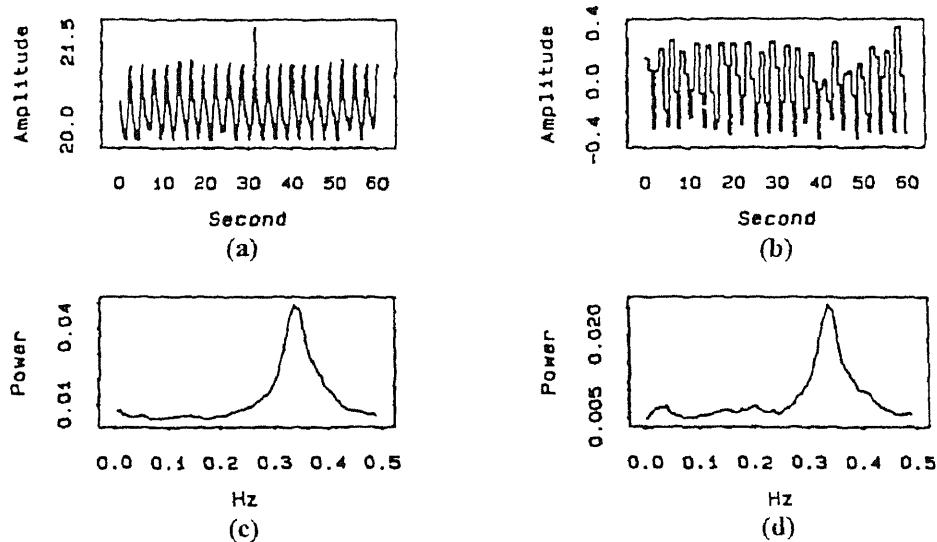 Amplitude
21.5
20.0
0 10 20 30 40 50 60
Second
(a)
Amplitude
0.4
0.0
-0.4
0 10 20 30 40 50 60
Second
(b)
Power
0.04
0.01
0.0 0.1 0.2 0.3 0.4 0.5
Hz
(c)
Power
0.020
0.005
0.0 0.1 0.2 0.3 0.4 0.5
Hz
(d)